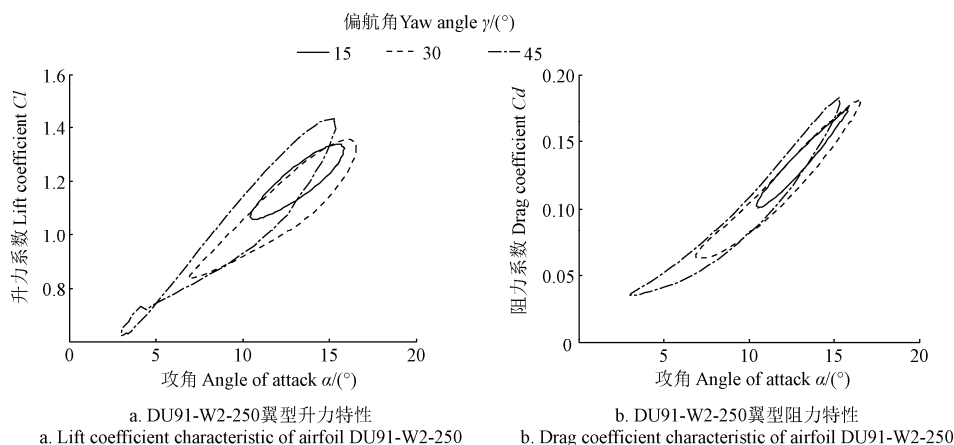 偏航角Yaw angle γ/(°)
15 30 45
升力系数 Lift coefficient Cl
1.6
1.4
1.2
1.0
0.8
0 5 10 15 20
攻角 Angle of attack α/(°)
a. DU91-W2-250翼型升力特性
a. Lift coefficient characteristic of airfoil DU91-W2-250
阻力系数 Drag coefficient Cd
0.20
0.15
0.10
0.05
0
5 10 15 20
攻角 Angle of attack α/(°)
b. DU91-W2-250翼型阻力特性
b. Drag coefficient characteristic of airfoil DU91-W2-250